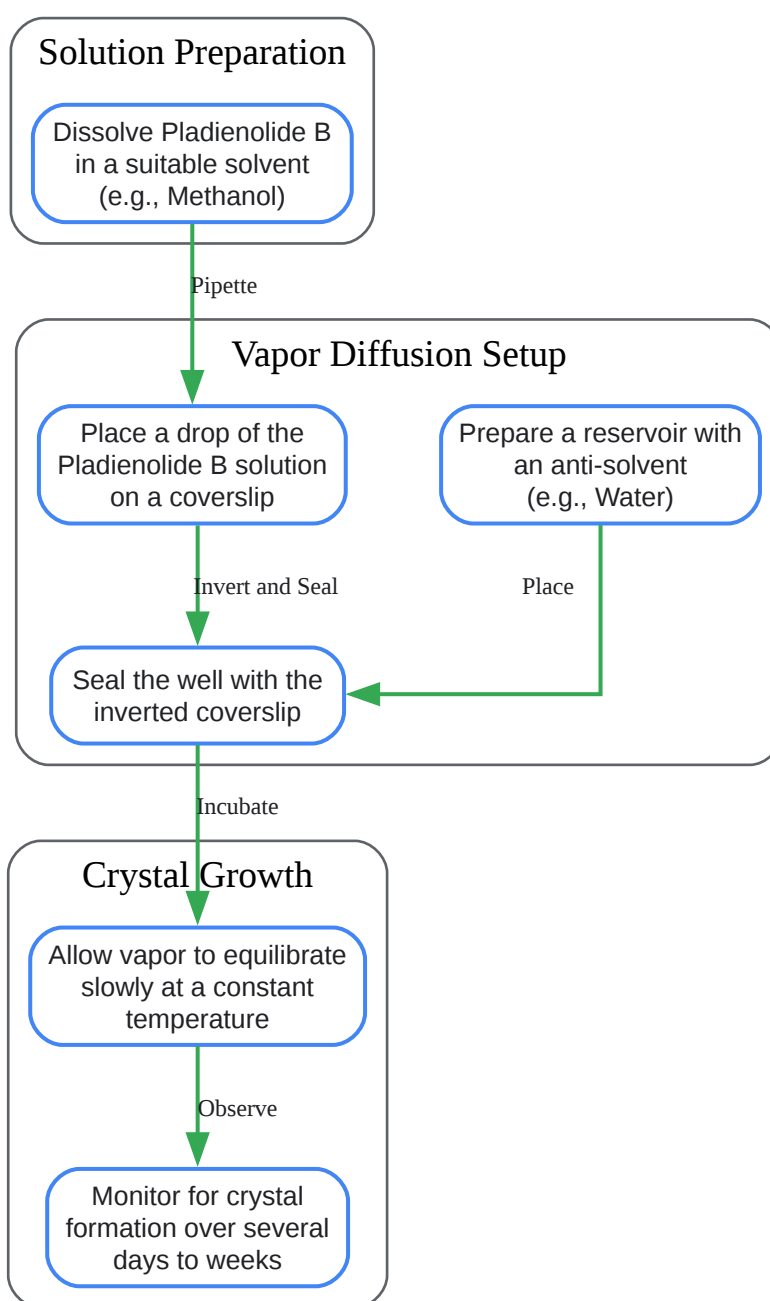 Solution Preparation
Dissolve Pladienolide B
in a suitable solvent
(e.g., Methanol)
Pipette
Vapor Diffusion Setup
Place a drop of the
Pladienolide B solution
on a coverslip
Prepare a reservoir with
an anti-solvent
(e.g., Water)
Invert and Seal
Place
Seal the well with the
inverted coverslip
Incubate
Crystal Growth
Allow vapor to equilibrate
slowly at a constant
temperature
Observe
Monitor for crystal
formation over several
days to weeks